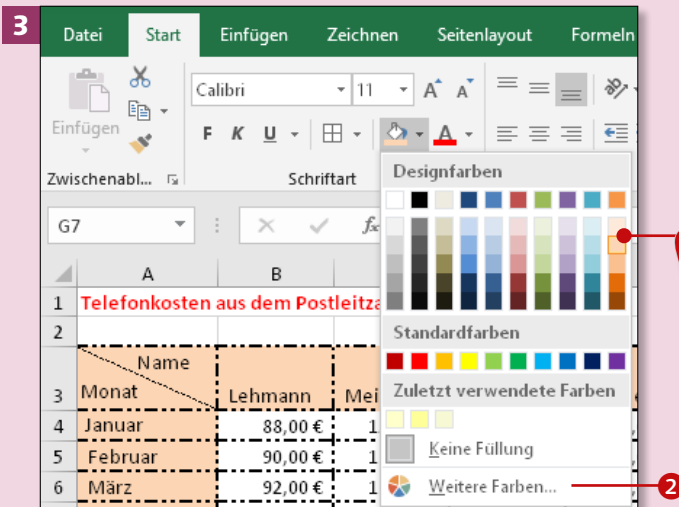 3
Datei Start Einfügen Zeichnen Seitenlayout Formeln
Calibri 11 A A
Einfügen F K U A
Zwischenabl... Schriftart
Designfarben
G7 fx
A B
1 Telefonkosten aus dem Postleitza
2
Standardfarben
Name
3 Monat Lehmann Mei
Zuletzt verwendete Farben
4 Januar 88,00 € 1
5 Februar 90,00 € 1
Keine Füllung
6 März 92,00 € 1
Weitere Farben... 2